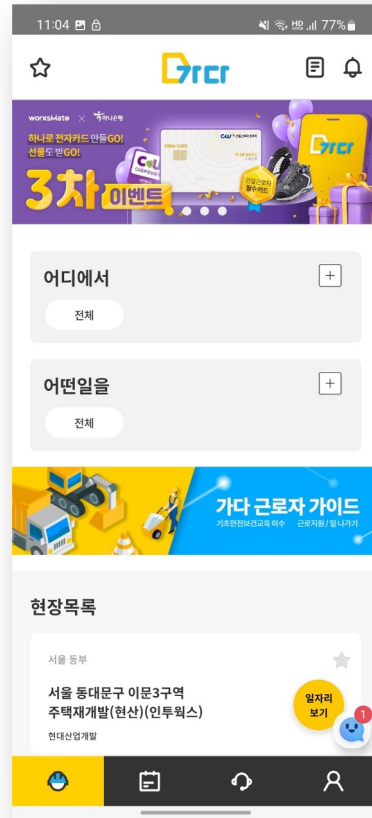 11:04
77%
가다
worksMate × 하나은행
하나로 전자카드 만들GO!
선물도 받GO!
3차 이벤트
HANA CARD
CW
건설근로자
필수카드
가다
어디에서
전체
어떤일을
전체
가다 근로자 가이드
기초안전보건교육 이수 근로지원/일 나가기
현장목록
서울 동부
서울 동대문구 이문3구역
주택재개발(현산)(인투웍스)
현대산업개발
일자리
보기
1